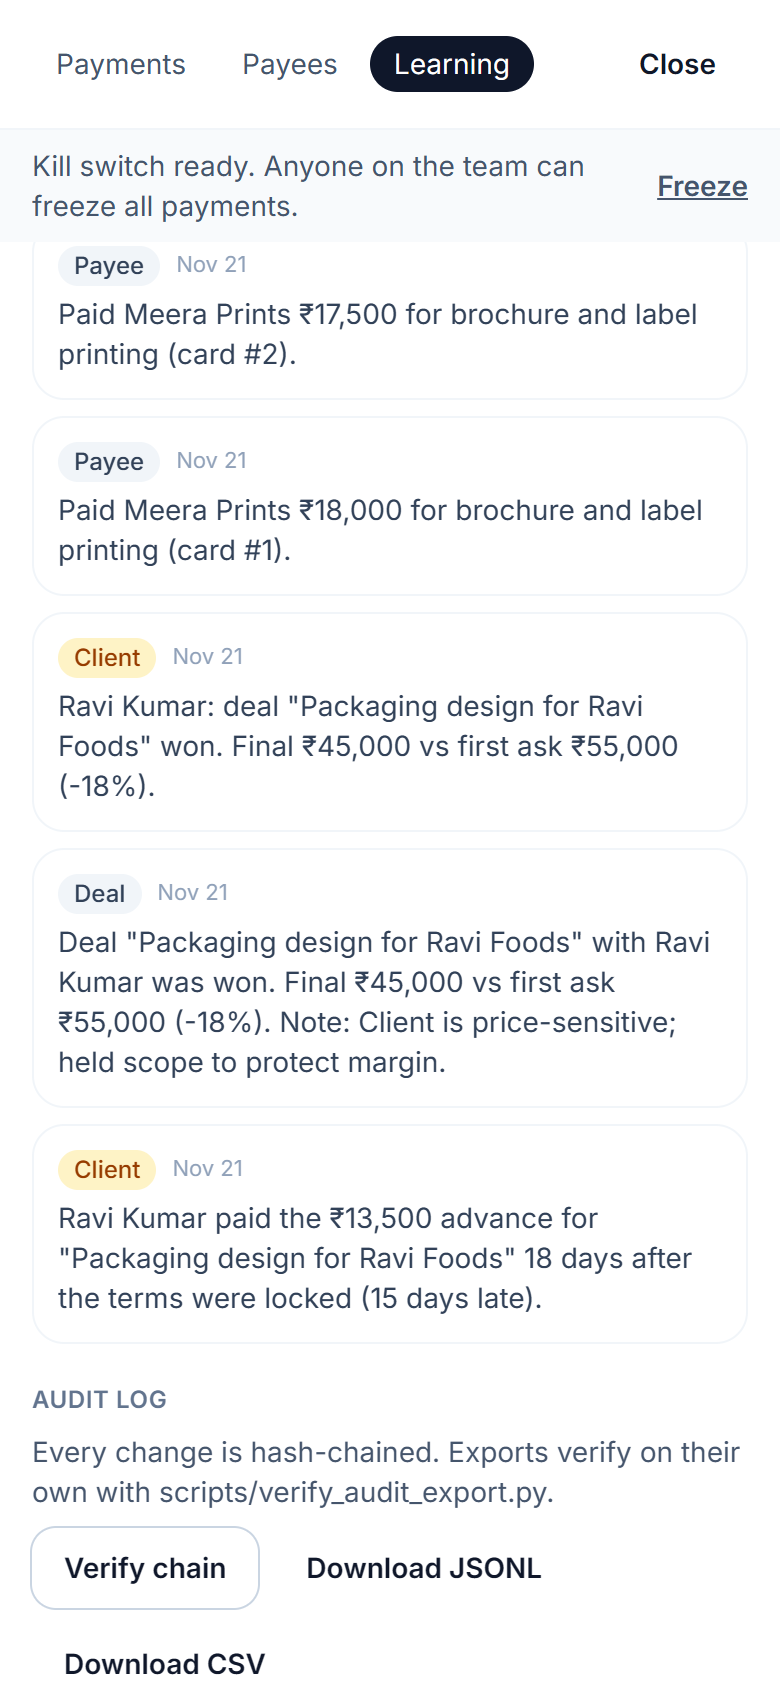 Payments Payees Learning Close
Kill switch ready. Anyone on the team can
freeze all payments.
Freeze
Payee Nov 21
Paid Meera Prints ₹17,500 for brochure and label
printing (card #2).
Payee Nov 21
Paid Meera Prints ₹18,000 for brochure and label
printing (card #1).
Client Nov 21
Ravi Kumar: deal "Packaging design for Ravi
Foods" won. Final ₹45,000 vs first ask ₹55,000
(-18%).
Deal Nov 21
Deal "Packaging design for Ravi Foods" with Ravi
Kumar was won. Final ₹45,000 vs first ask
₹55,000 (-18%). Note: Client is price-sensitive;
held scope to protect margin.
Client Nov 21
Ravi Kumar paid the ₹13,500 advance for
"Packaging design for Ravi Foods" 18 days after
the terms were locked (15 days late).
AUDIT LOG
Every change is hash-chained. Exports verify on their
own with scripts/verify_audit_export.py.
Verify chain Download JSONL
Download CSV